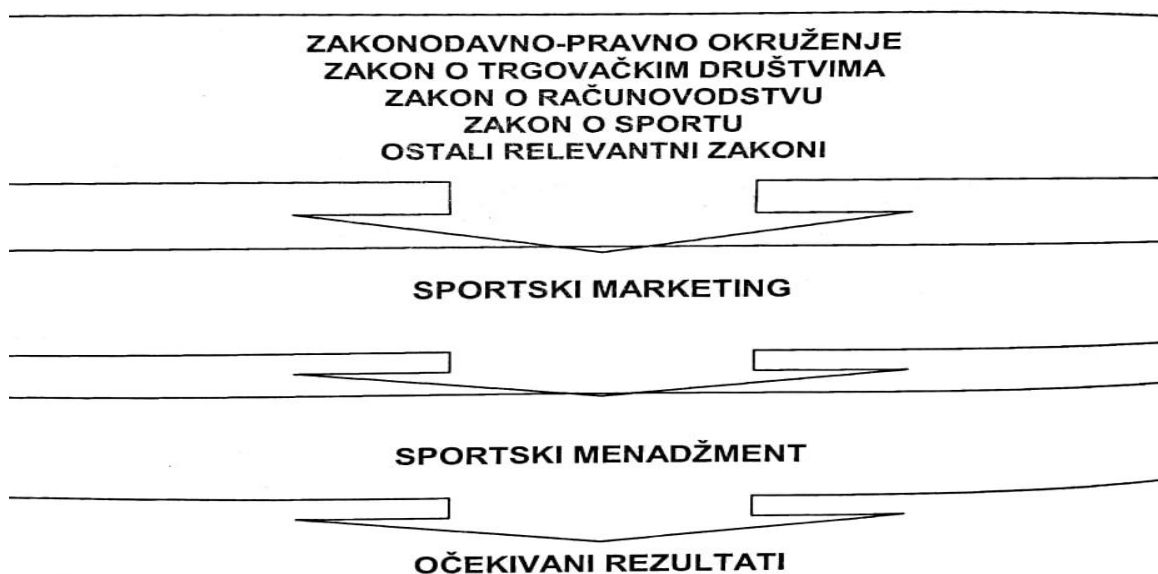 ZAKONODAVNO-PRAVNO OKRUŽENJE
ZAKON O TRGOVAČKIM DRUŠTVIMA
ZAKON O RAČUNOVODSTVU
ZAKON O SPORTU
OSTALI RELEVANTNI ZAKONI
SPORTSKI MARKETING
SPORTSKI MENADŽMENT
OČEKIVANI REZULTATI